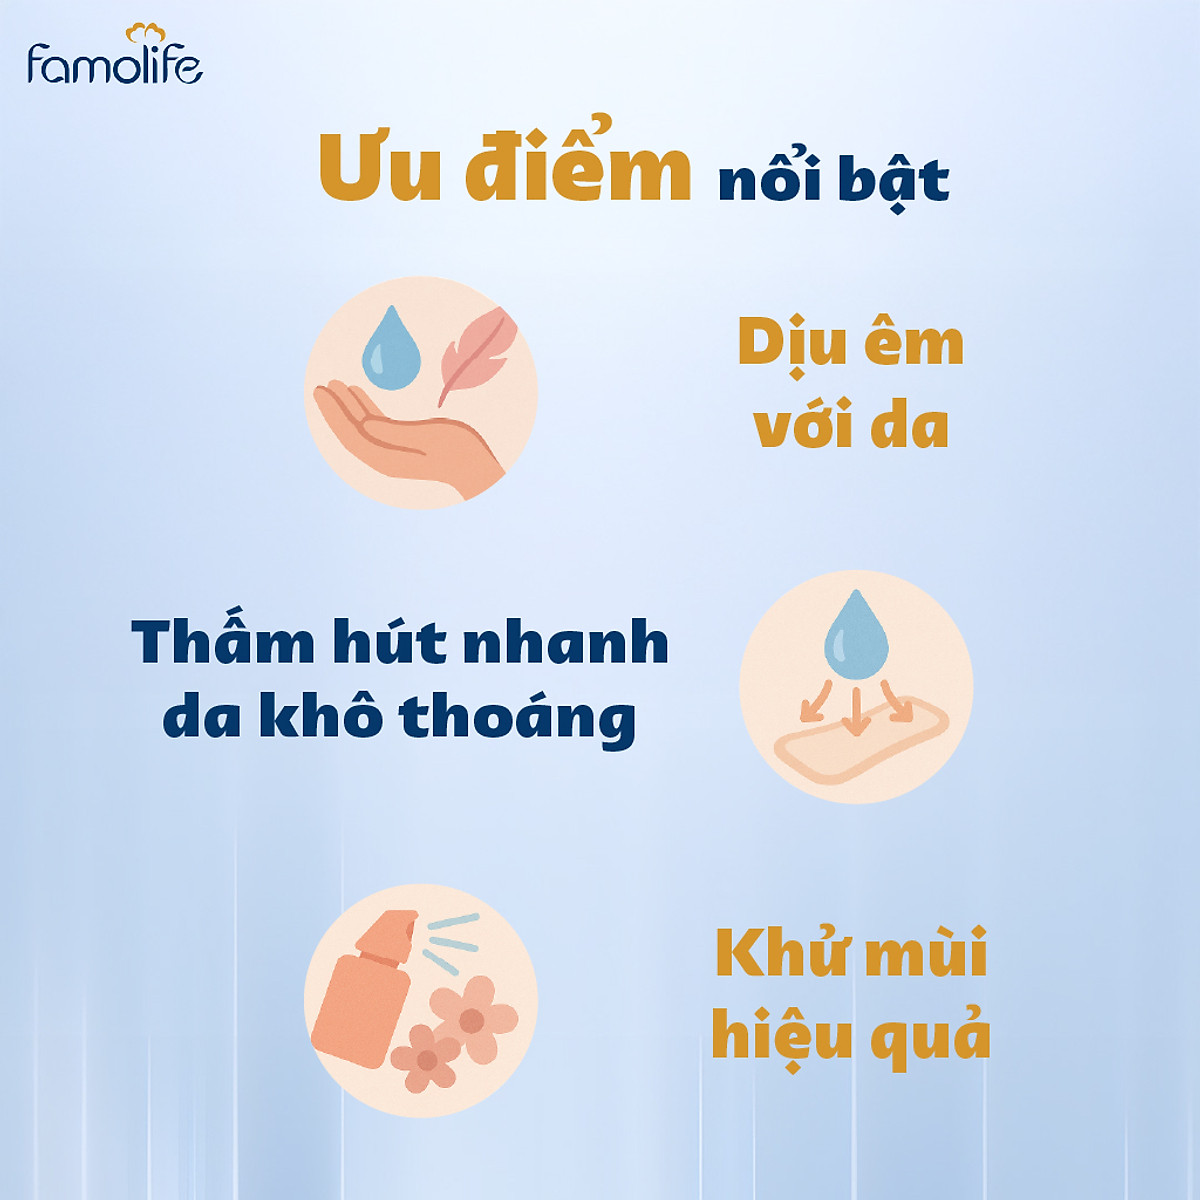 famolife
Ưu điểm nổi bật
Dịu êm
với da
Thấm hút nhanh
da khô thoáng
Khử mùi
hiệu quả